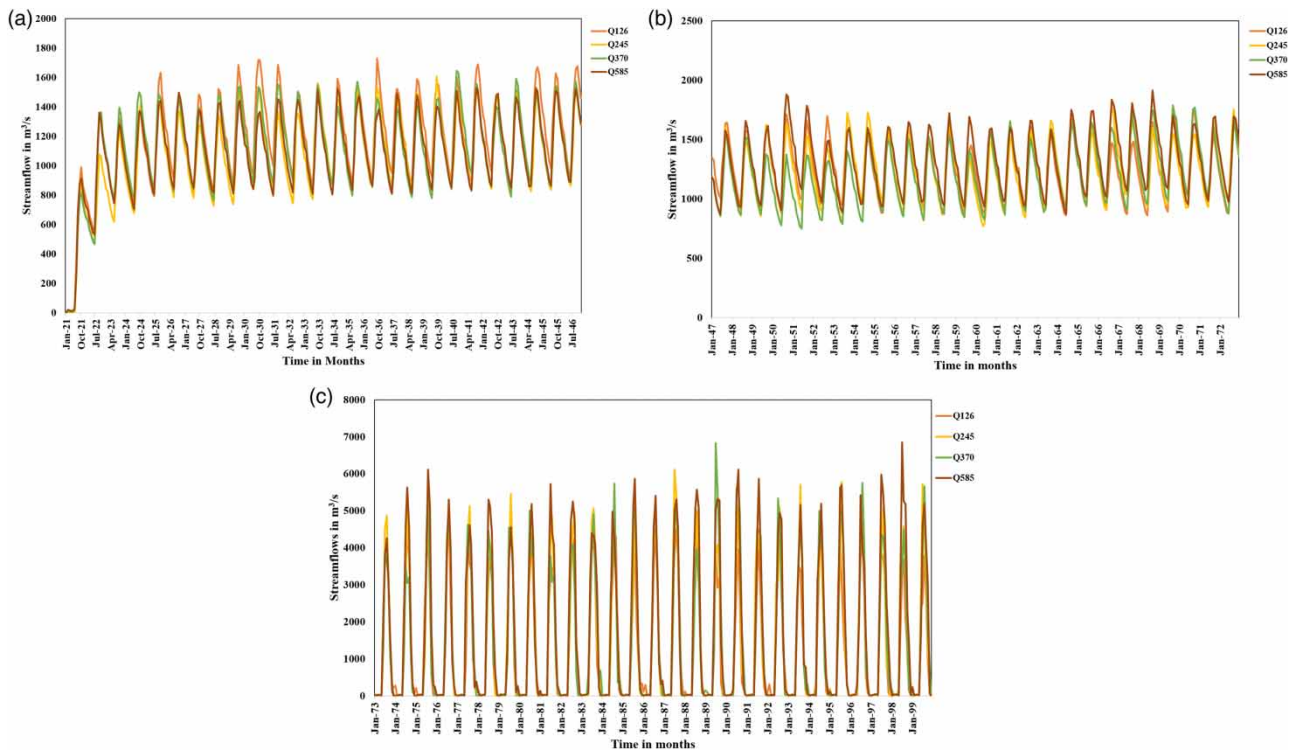 (a)
2000
1800
1600
1400
1200
1000
800
600
400
200
0
Streamflow in m³/s
Jan-21
Oct-21
Jul-22
Apr-23
Jan-24
Oct-24
Jul-25
Apr-26
Jan-27
Oct-27
Jul-28
Apr-29
Jan-30
Oct-30
Jul-31
Apr-32
Jan-33
Oct-33
Jul-34
Apr-35
Jan-36
Oct-36
Jul-37
Apr-38
Jan-39
Oct-39
Jul-40
Apr-41
Jan-42
Oct-42
Jul-43
Apr-44
Jan-45
Oct-45
Jul-46
Time in Months
Q126
Q245
Q370
Q585
(b)
2500
2000
1500
1000
500
0
Streamflow in m³/s
Jan-47
Jan-48
Jan-49
Jan-50
Jan-51
Jan-52
Jan-53
Jan-54
Jan-55
Jan-56
Jan-57
Jan-58
Jan-59
Jan-60
Jan-61
Jan-62
Jan-63
Jan-64
Jan-65
Jan-66
Jan-67
Jan-68
Jan-69
Jan-70
Jan-71
Jan-72
Time in months
Q126
Q245
Q370
Q585
(c)
8000
7000
6000
5000
4000
3000
2000
1000
0
Streamflows in m³/s
Jan-73
Jan-74
Jan-75
Jan-76
Jan-77
Jan-78
Jan-79
Jan-80
Jan-81
Jan-82
Jan-83
Jan-84
Jan-85
Jan-86
Jan-87
Jan-88
Jan-89
Jan-90
Jan-91
Jan-92
Jan-93
Jan-94
Jan-95
Jan-96
Jan-97
Jan-98
Jan-99
Time in months
Q126
Q245
Q370
Q585